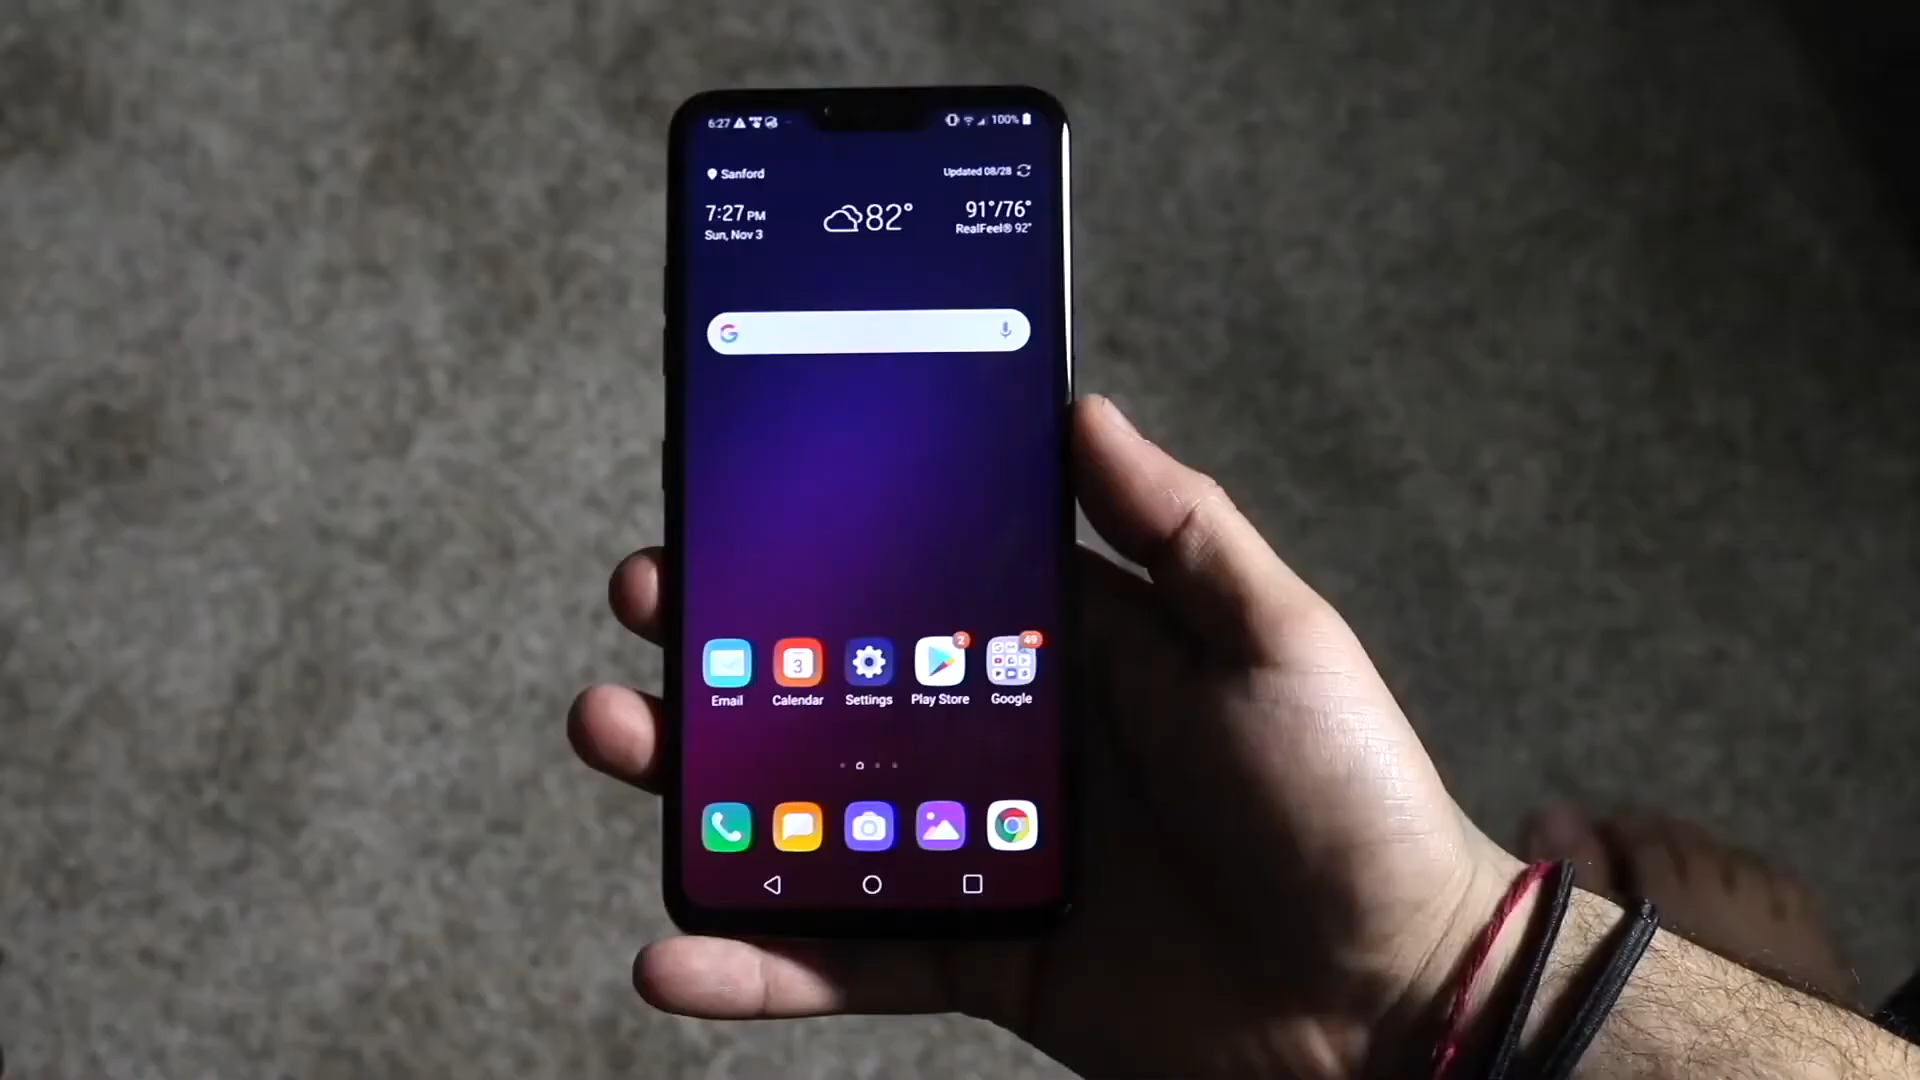 6:27 100%
Sanford Updated 08/28
7:27 PM 82° 91°/76°
Sun, Nov 3 RealFeel® 92°
G
2 49
3
Email Calendar Settings Play Store Google